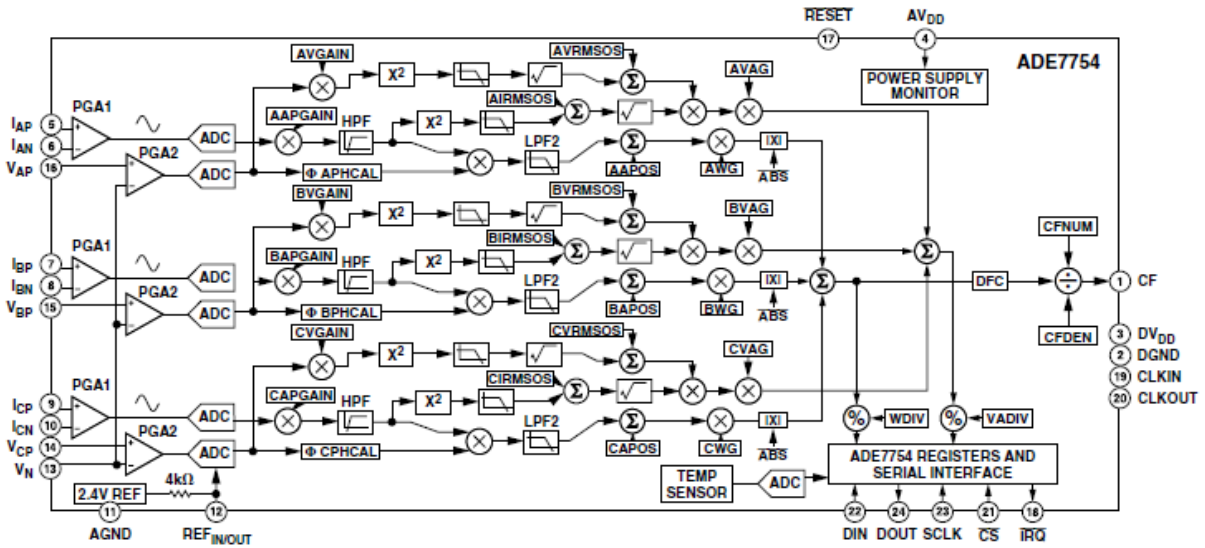 RESET AVDD
17 4
ADE7754
POWER SUPPLY
MONITOR
AVGAIN
X2
AVRMSOS
Σ
AVAG
AIRMSOS
Σ
PGA1
IAP 5
IAN 6
ADC
AAPGAIN
HPF
X2
VAP 16
PGA2
ADC
Φ APHCAL
LPF2
Σ
AAPOS
AWG
|X|
ABS
BVGAIN
X2
BVRMSOS
Σ
BVAG
BIRMSOS
Σ
PGA1
IBP 7
IBN 8
ADC
BAPGAIN
HPF
X2
VBP 15
PGA2
ADC
Φ BPHCAL
LPF2
Σ
BAPOS
BWG
|X|
ABS
Σ
Σ
CFNUM
DFC
÷
CFDEN
1 CF
3 DVDD
2 DGND
19 CLKIN
20 CLKOUT
CVGAIN
X2
CVRMSOS
Σ
CVAG
CIRMSOS
Σ
PGA1
ICP 9
ICN 10
ADC
CAPGAIN
HPF
X2
VCP 14
VN 13
PGA2
ADC
Φ CPHCAL
LPF2
Σ
CAPOS
CWG
|X|
ABS
% WDIV % VADIV
ADE7754 REGISTERS AND
SERIAL INTERFACE
TEMP
SENSOR
ADC
2.4V REF
4kΩ
11 12
AGND REFIN/OUT
22 24 23 21 18
DIN DOUT SCLK CS IRQ